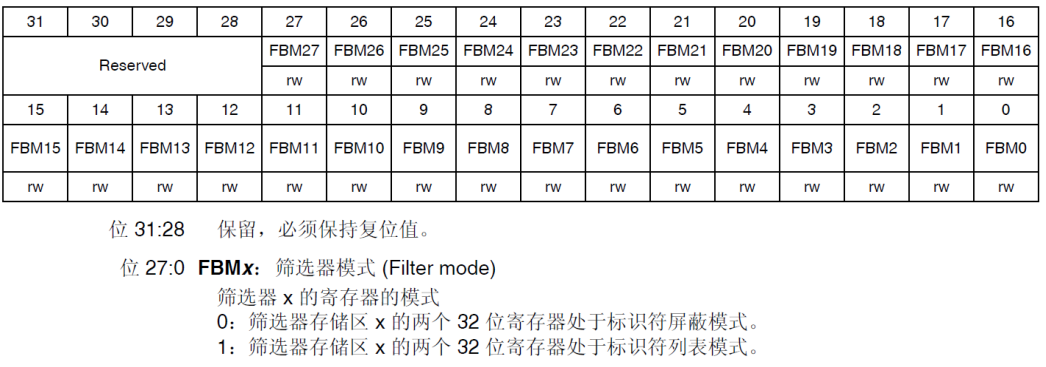 31 30 29 28 27 26 25 24 23 22 21 20 19 18 17 16
Reserved FBM27 FBM26 FBM25 FBM24 FBM23 FBM22 FBM21 FBM20 FBM19 FBM18 FBM17 FBM16
rw rw rw rw rw rw rw rw rw rw rw rw
15 14 13 12 11 10 9 8 7 6 5 4 3 2 1 0
FBM15 FBM14 FBM13 FBM12 FBM11 FBM10 FBM9 FBM8 FBM7 FBM6 FBM5 FBM4 FBM3 FBM2 FBM1 FBM0
rw rw rw rw rw rw rw rw rw rw rw rw rw rw rw rw
位 31:28 保留，必须保持复位值。
位 27:0 FBMx：筛选器模式 (Filter mode)
筛选器 x 的寄存器的模式
0：筛选器存储区 x 的两个 32 位寄存器处于标识符屏蔽模式。
1：筛选器存储区 x 的两个 32 位寄存器处于标识符列表模式。